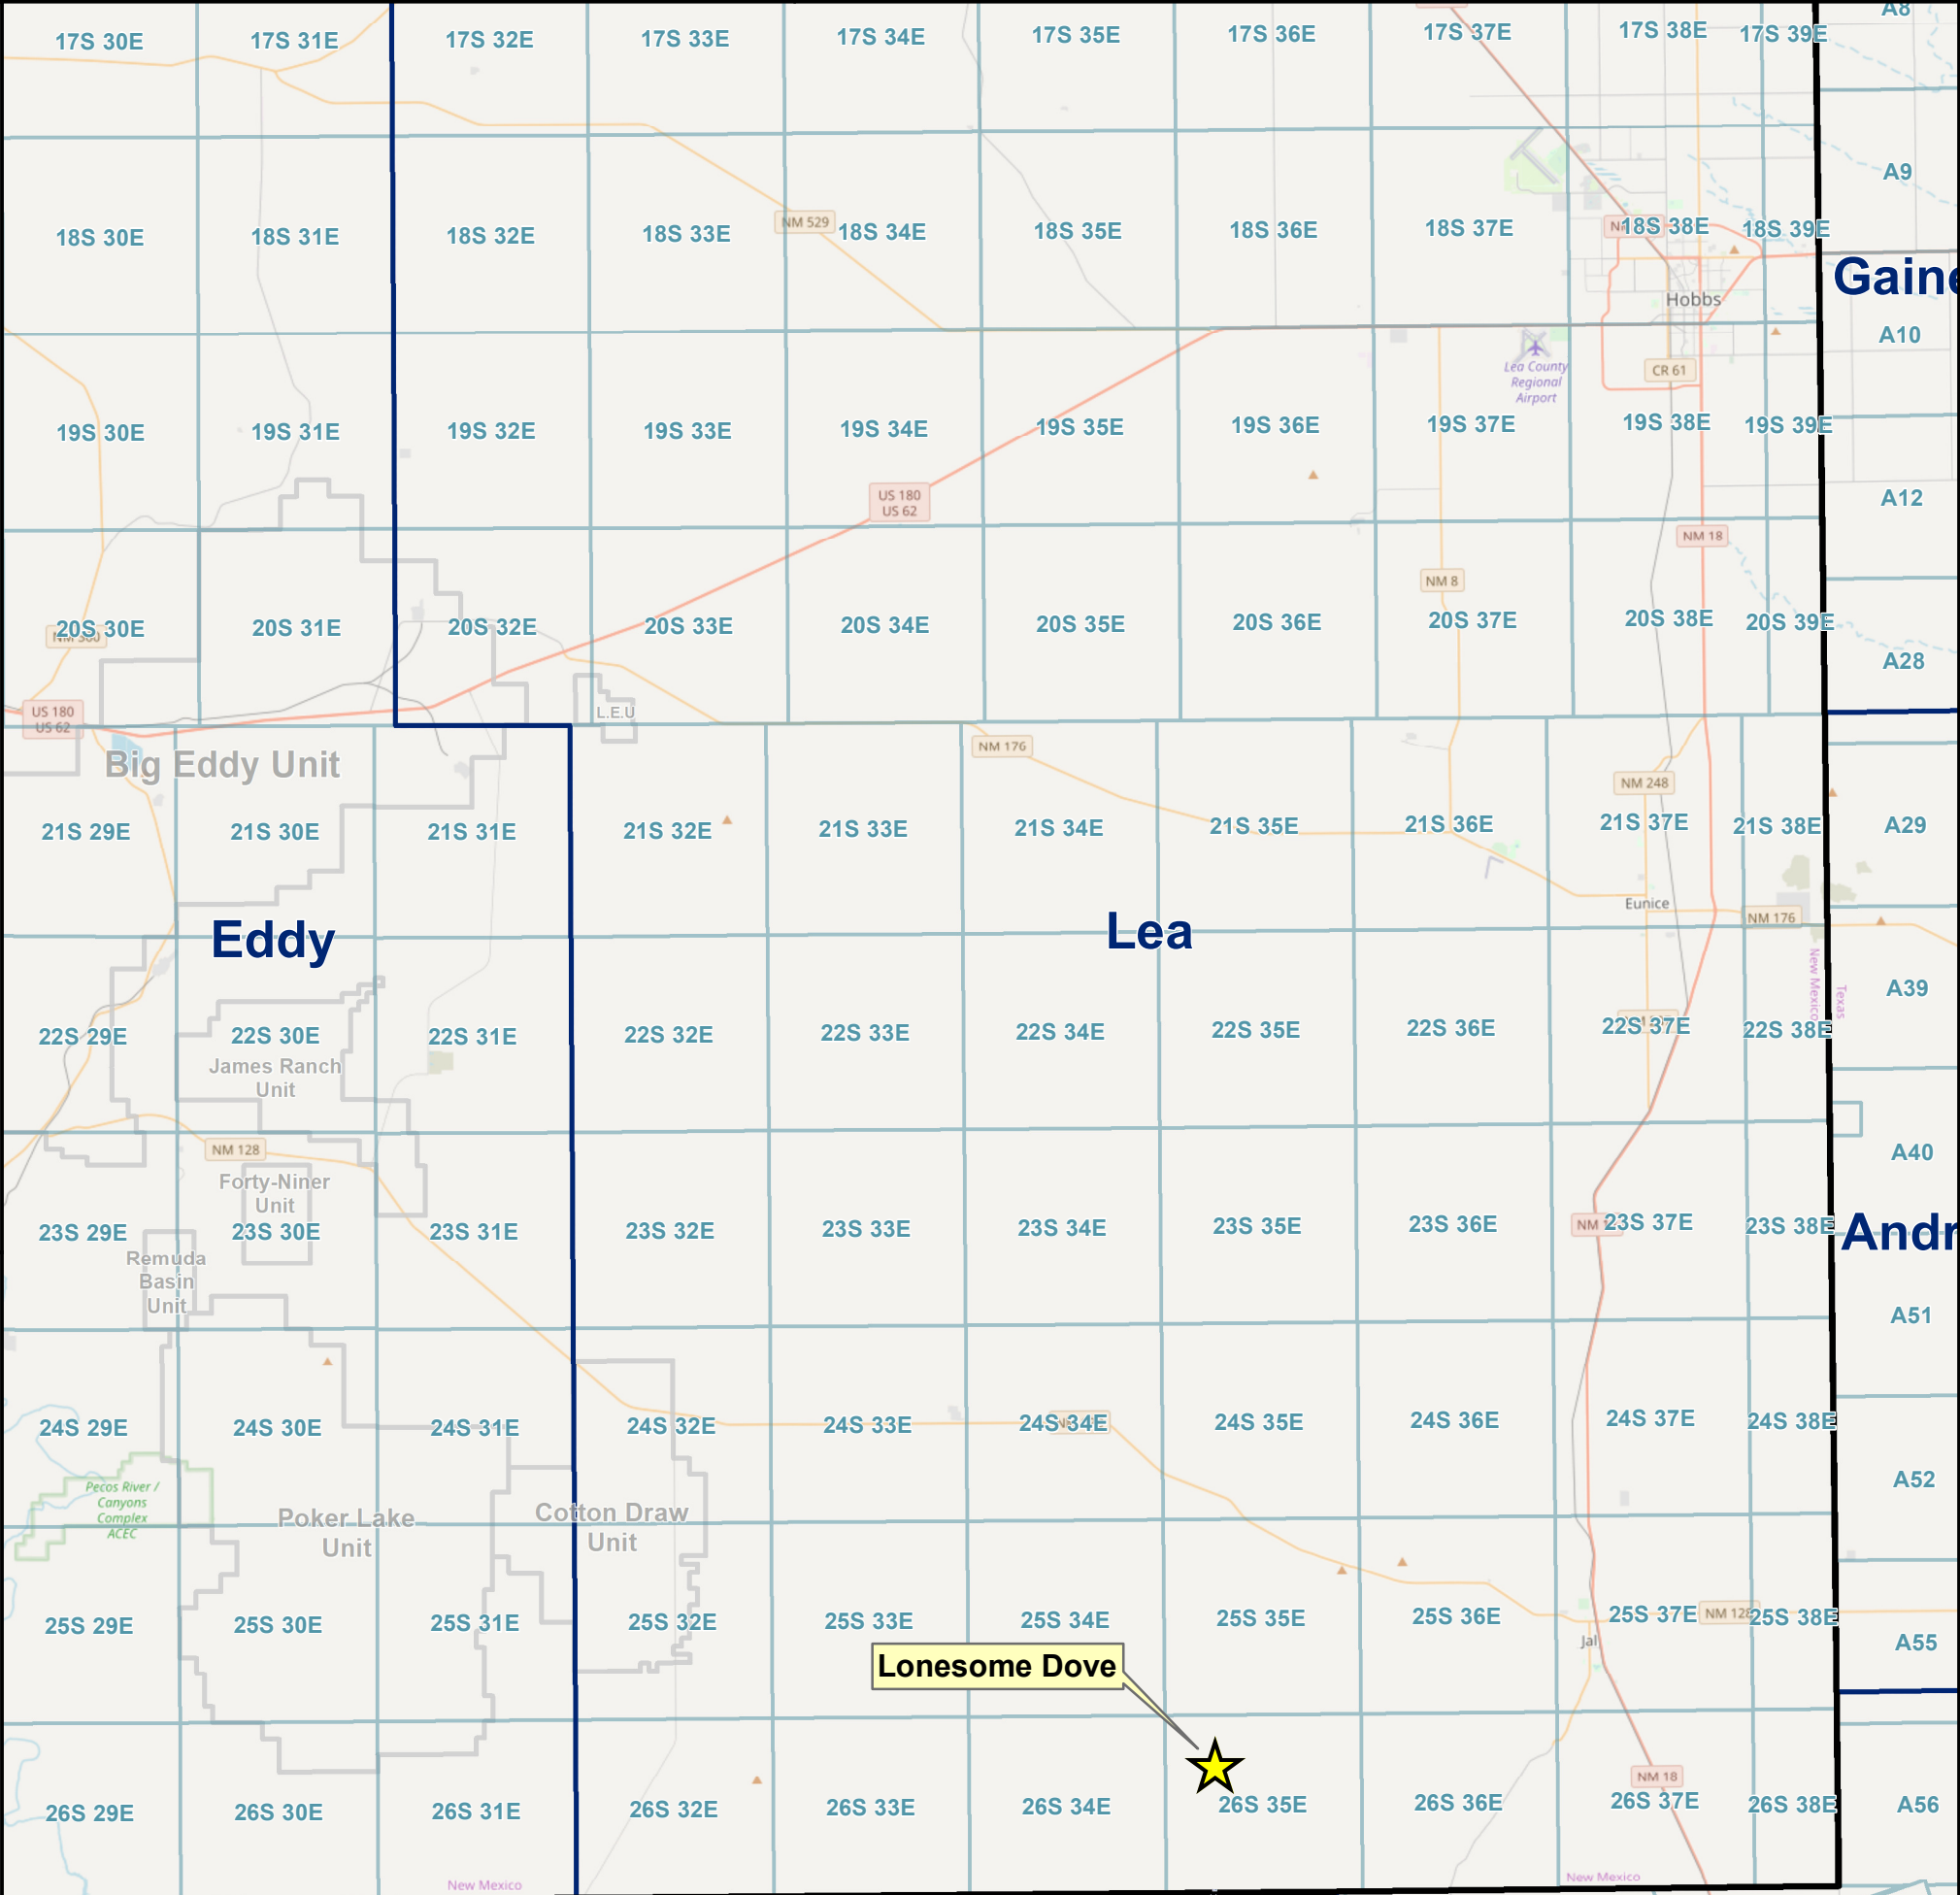 17S 30E
17S 31E
17S 32E
17S 33E
17S 34E
17S 35E
17S 36E
17S 37E
17S 38E
17S 39E
A8
A9
18S 30E
18S 31E
18S 32E
18S 33E
NM 529
18S 34E
18S 35E
18S 36E
18S 37E
18S 38E
18S 39E
Gaine
Hobbs
A10
Lea County
Regional
Airport
CR 61
19S 30E
19S 31E
19S 32E
19S 33E
19S 34E
19S 35E
19S 36E
19S 37E
19S 38E
19S 39E
US 180
US 62
A12
NM 18
NM 8
20S 30E
20S 31E
20S 32E
20S 33E
20S 34E
20S 35E
20S 36E
20S 37E
20S 38E
20S 39E
A28
US 180
US 62
L.E.U
Big Eddy Unit
NM 176
NM 248
21S 29E
21S 30E
21S 31E
21S 32E
21S 33E
21S 34E
21S 35E
21S 36E
21S 37E
21S 38E
A29
Eunice
NM 176
Eddy
Lea
New Mexico
Texas
A39
22S 29E
22S 30E
22S 31E
22S 32E
22S 33E
22S 34E
22S 35E
22S 36E
22S 37E
22S 38E
James Ranch
Unit
NM 128
A40
Forty-Niner
Unit
23S 29E
23S 30E
23S 31E
23S 32E
23S 33E
23S 34E
23S 35E
23S 36E
NM
23S 37E
23S 38E
Andr
Remuda
Basin
Unit
A51
24S 29E
24S 30E
24S 31E
24S 32E
24S 33E
24S 34E
24S 35E
24S 36E
24S 37E
24S 38E
A52
Pecos River /
Canyons
Complex
ACEC
Poker Lake
Unit
Cotton Draw
Unit
25S 29E
25S 30E
25S 31E
25S 32E
25S 33E
25S 34E
25S 35E
25S 36E
25S 37E
NM 128
25S 38E
Jal
A55
Lonesome Dove
NM 18
26S 29E
26S 30E
26S 31E
26S 32E
26S 33E
26S 34E
26S 35E
26S 36E
26S 37E
26S 38E
A56
New Mexico
New Mexico